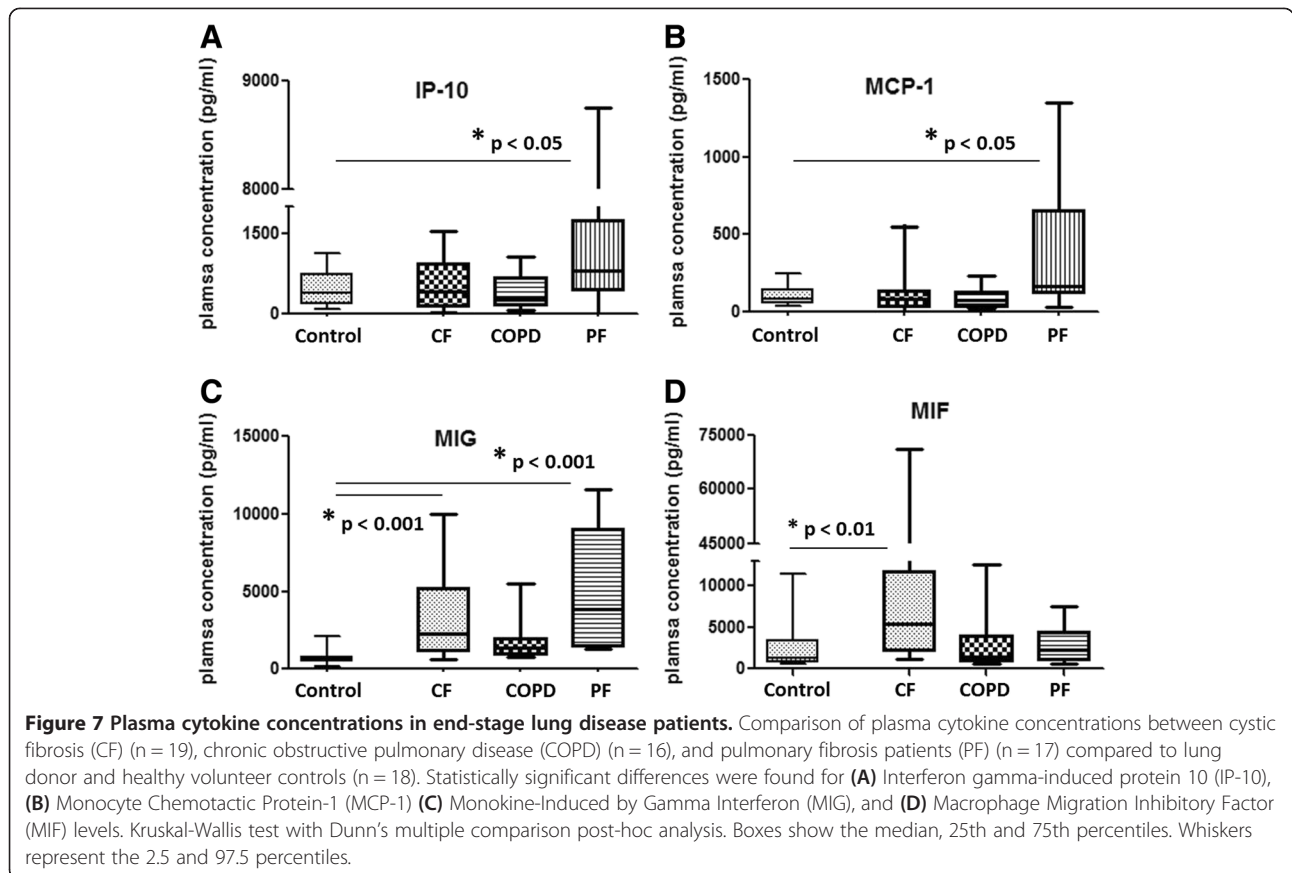 A
IP-10
plamsa concentration (pg/ml)
9000
8000
1500
0
* p < 0.05
Control CF COPD PF
B
MCP-1
plamsa concentration (pg/ml)
1500
1000
500
0
* p < 0.05
Control CF COPD PF
C
MIG
plamsa concentration (pg/ml)
15000
10000
5000
0
* p < 0.001
* p < 0.001
Control CF COPD PF
D
MIF
plamsa concentration (pg/ml)
75000
60000
45000
10000
5000
0
* p < 0.01
Control CF COPD PF
Figure 7 Plasma cytokine concentrations in end-stage lung disease patients. Comparison of plasma cytokine concentrations between cystic
fibrosis (CF) (n = 19), chronic obstructive pulmonary disease (COPD) (n = 16), and pulmonary fibrosis patients (PF) (n = 17) compared to lung
donor and healthy volunteer controls (n = 18). Statistically significant differences were found for (A) Interferon gamma-induced protein 10 (IP-10),
(B) Monocyte Chemotactic Protein-1 (MCP-1) (C) Monokine-Induced by Gamma Interferon (MIG), and (D) Macrophage Migration Inhibitory Factor
(MIF) levels. Kruskal-Wallis test with Dunn's multiple comparison post-hoc analysis. Boxes show the median, 25th and 75th percentiles. Whiskers
represent the 2.5 and 97.5 percentiles.